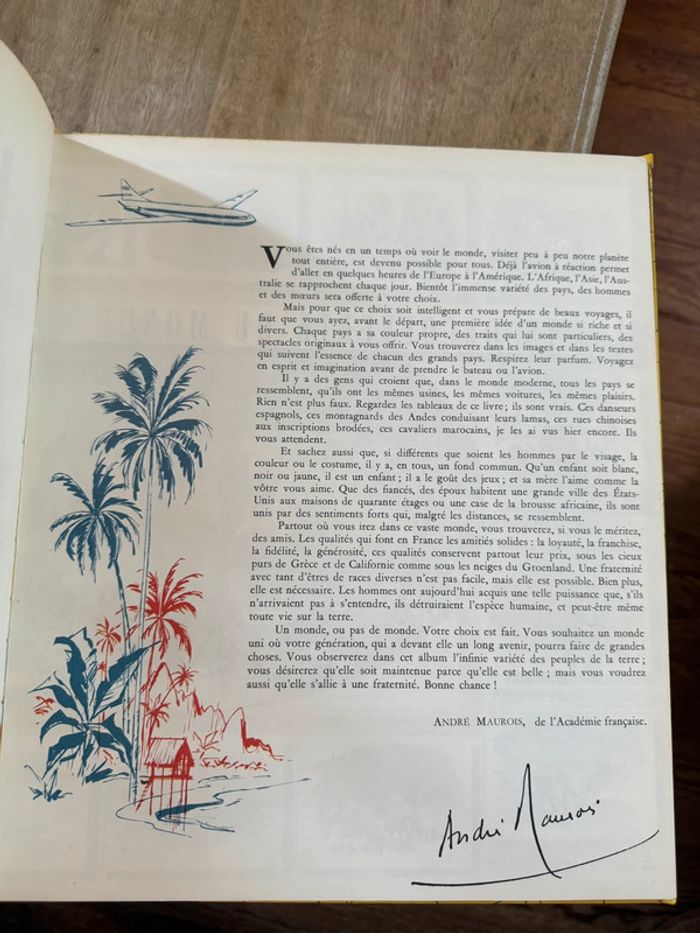 Vous êtes nés en un temps où voir le monde, visiter peu à peu notre planète
tout entière, est devenu possible pour tous. Déjà l'avion à réaction permet
d'aller en quelques heures de l'Europe à l'Amérique. L'Afrique, l'Asie, l'Aus-
tralie se rapprochent chaque jour. Bientôt l'immense variété des pays, des hommes
et des mœurs sera offerte à votre choix.
Mais pour que ce choix soit intelligent et vous prépare de beaux voyages, il
faut que vous ayez, avant le départ, une première idée d'un monde si riche et si
divers. Chaque pays a sa couleur propre, des traits qui lui sont particuliers, des
spectacles originaux à vous offrir. Vous trouverez dans les images et dans les textes
qui suivent l'essence de chacun des grands pays. Respirez leur parfum. Voyagez
en esprit et imagination avant de prendre le bateau ou l'avion.
Il y a des gens qui croient que, dans le monde moderne, tous les pays se
ressemblent, qu'ils ont les mêmes usines, les mêmes voitures, les mêmes plaisirs.
Rien n'est plus faux. Regardez les tableaux de ce livre ; ils sont vrais. Ces danseurs
espagnols, ces montagnards des Andes conduisant leurs lamas, ces rues chinoises
aux inscriptions brodées, ces cavaliers marocains, je les ai vus hier encore. Ils
vous attendent.
Et sachez aussi que, si différents que soient les hommes par le visage, la
couleur ou le costume, il y a, en tous, un fond commun. Qu'un enfant soit blanc,
noir ou jaune, il est un enfant ; il a le goût des jeux ; et sa mère l'aime comme la
vôtre vous aime. Que des fiancés, des époux habitent une grande ville des États-
Unis aux maisons de quarante étages ou une case de la brousse africaine, ils sont
unis par des sentiments forts qui, malgré les distances, se ressemblent.
Partout où vous irez dans ce vaste monde, vous trouverez, si vous le méritez,
des amis. Les qualités qui font en France les amitiés solides : la loyauté, la franchise,
la fidélité, la générosité, ces qualités conservent partout leur prix, sous les cieux
purs de Grèce et de Californie comme sous les neiges du Groenland. Une fraternité
avec tant d'êtres de races diverses n'est pas facile, mais elle est possible. Bien plus,
elle est nécessaire. Les hommes ont aujourd'hui acquis une telle puissance que, s'ils
n'arrivaient pas à s'entendre, ils détruiraient l'espèce humaine, et peut-être même
toute vie sur la terre.
Un monde, ou pas de monde. Votre choix est fait. Vous souhaitez un monde
uni où votre génération, qui a devant elle un long avenir, pourra faire de grandes
choses. Vous observerez dans cet album l'infinie variété des peuples de la terre ;
vous désirerez qu'elle soit maintenue parce qu'elle est belle ; mais vous voudrez
aussi qu'elle s'allie à une fraternité. Bonne chance !
ANDRÉ MAUROIS, de l'Académie française.
André Maurois